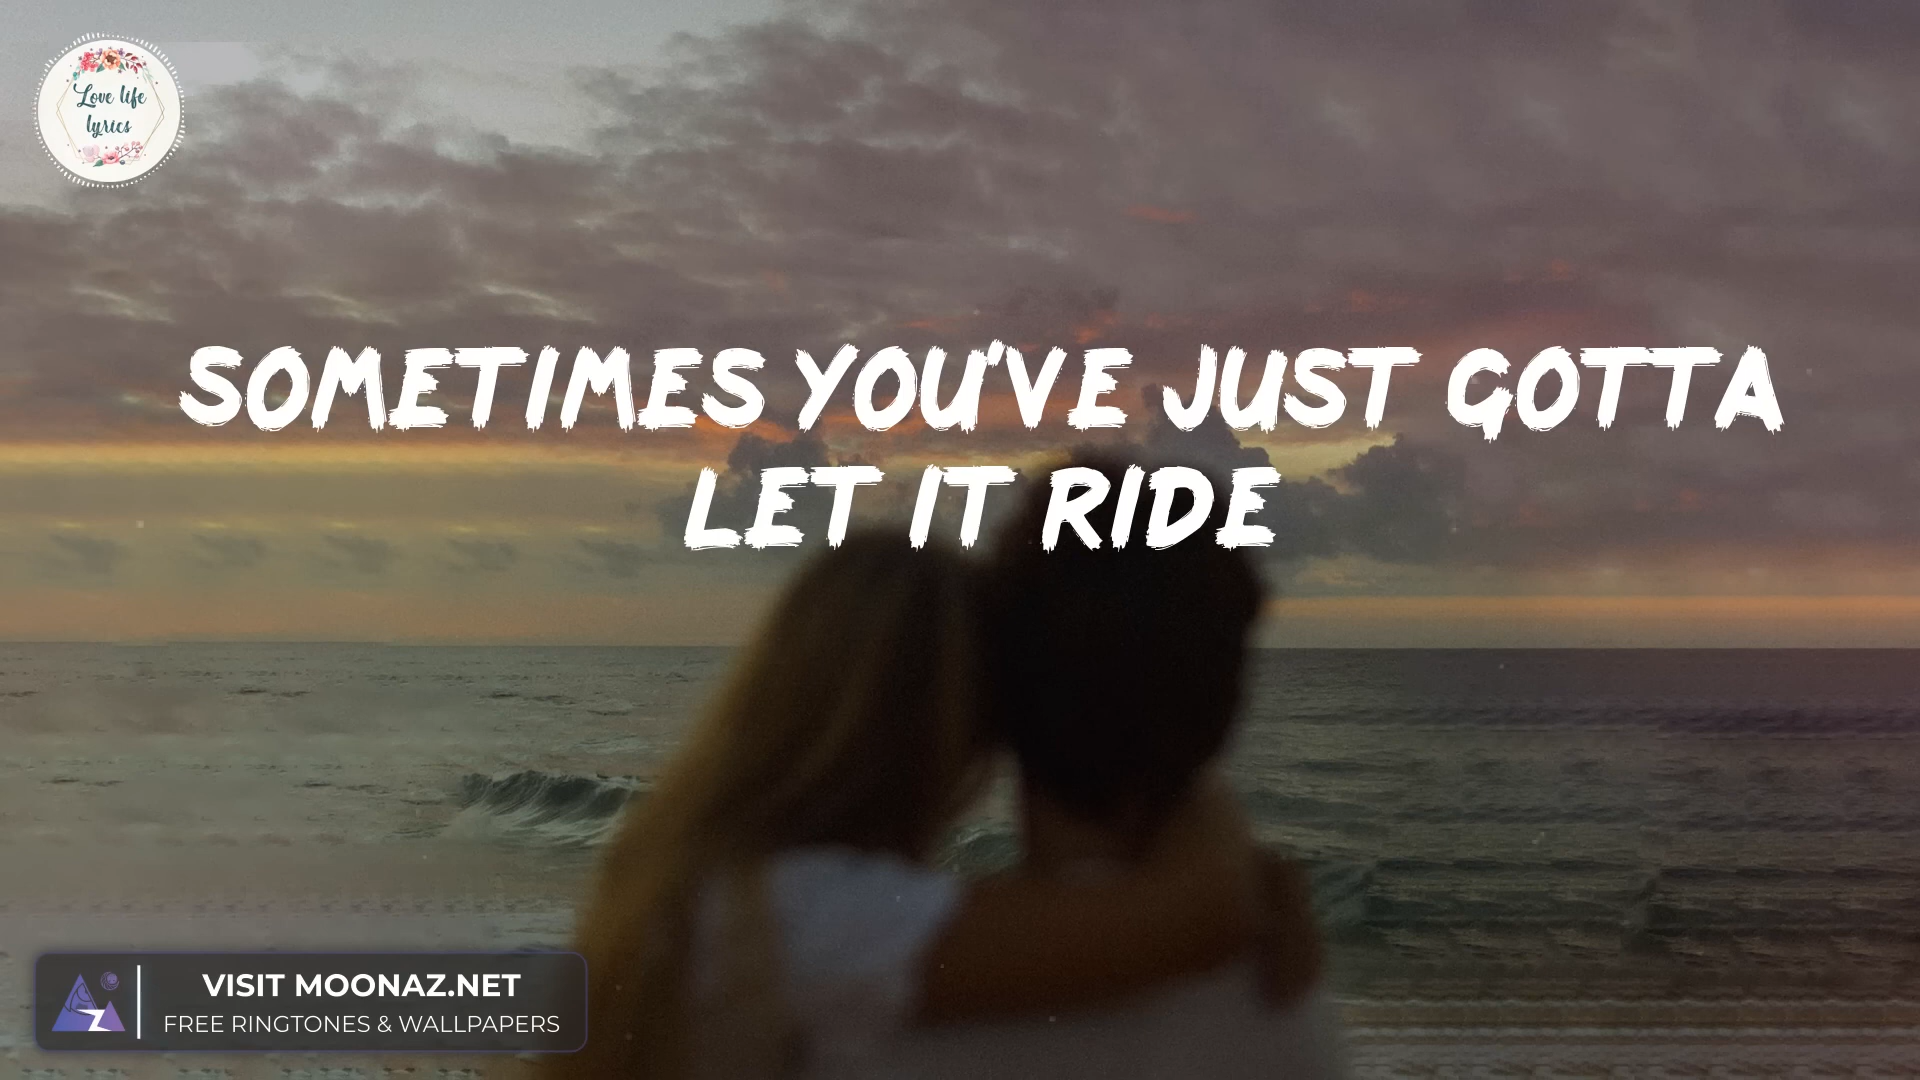 Love life
lyrics
SOMETIMES YOU'VE JUST GOTTA
LET IT RIDE
VISIT MOONAZ.NET
FREE RINGTONES & WALLPAPERS